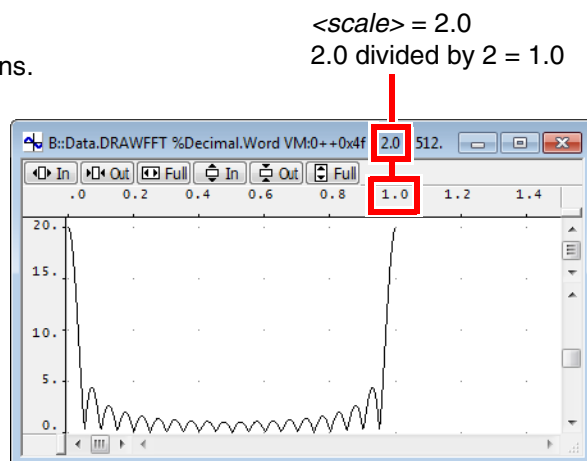 <scale> = 2.0
2.0 divided by 2 = 1.0
ns.
B::Data.DRAWFFT %Decimal.Word VM:0++0x4f 2.0 512.
In Out Full In Out Full
.0 0.2 0.4 0.6 0.8 1.0 1.2 1.4
20.
15.
10.
5.
0.